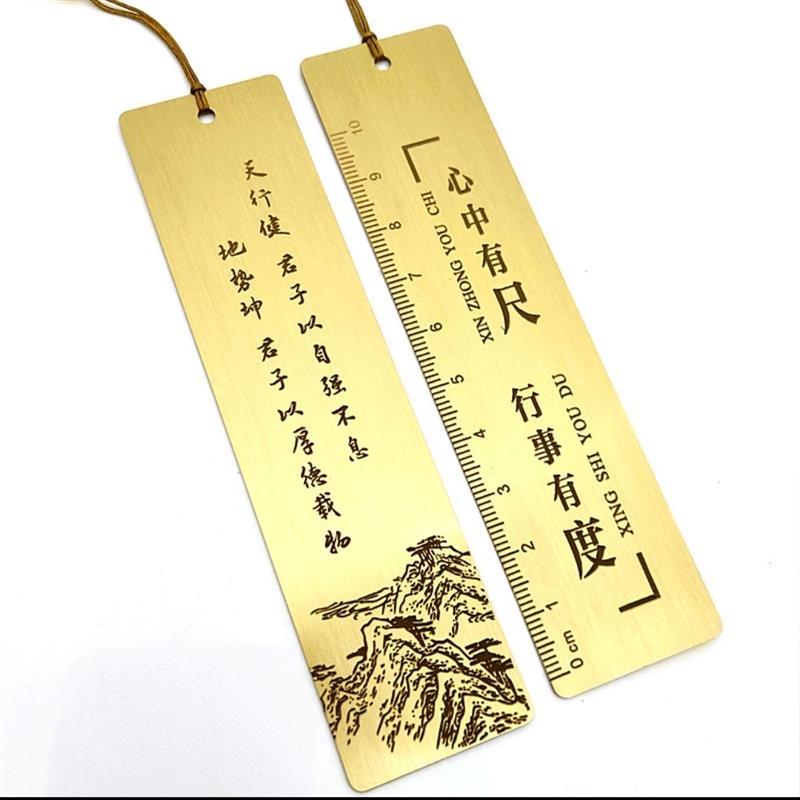 天行健 君子以自强不息
地势坤 君子以厚德载物
心中有尺
XIN ZHONG YOU CHI
行事有度
XING SHI YOU DU
0 cm 1 2 3 4 5 6 7 8 9 10